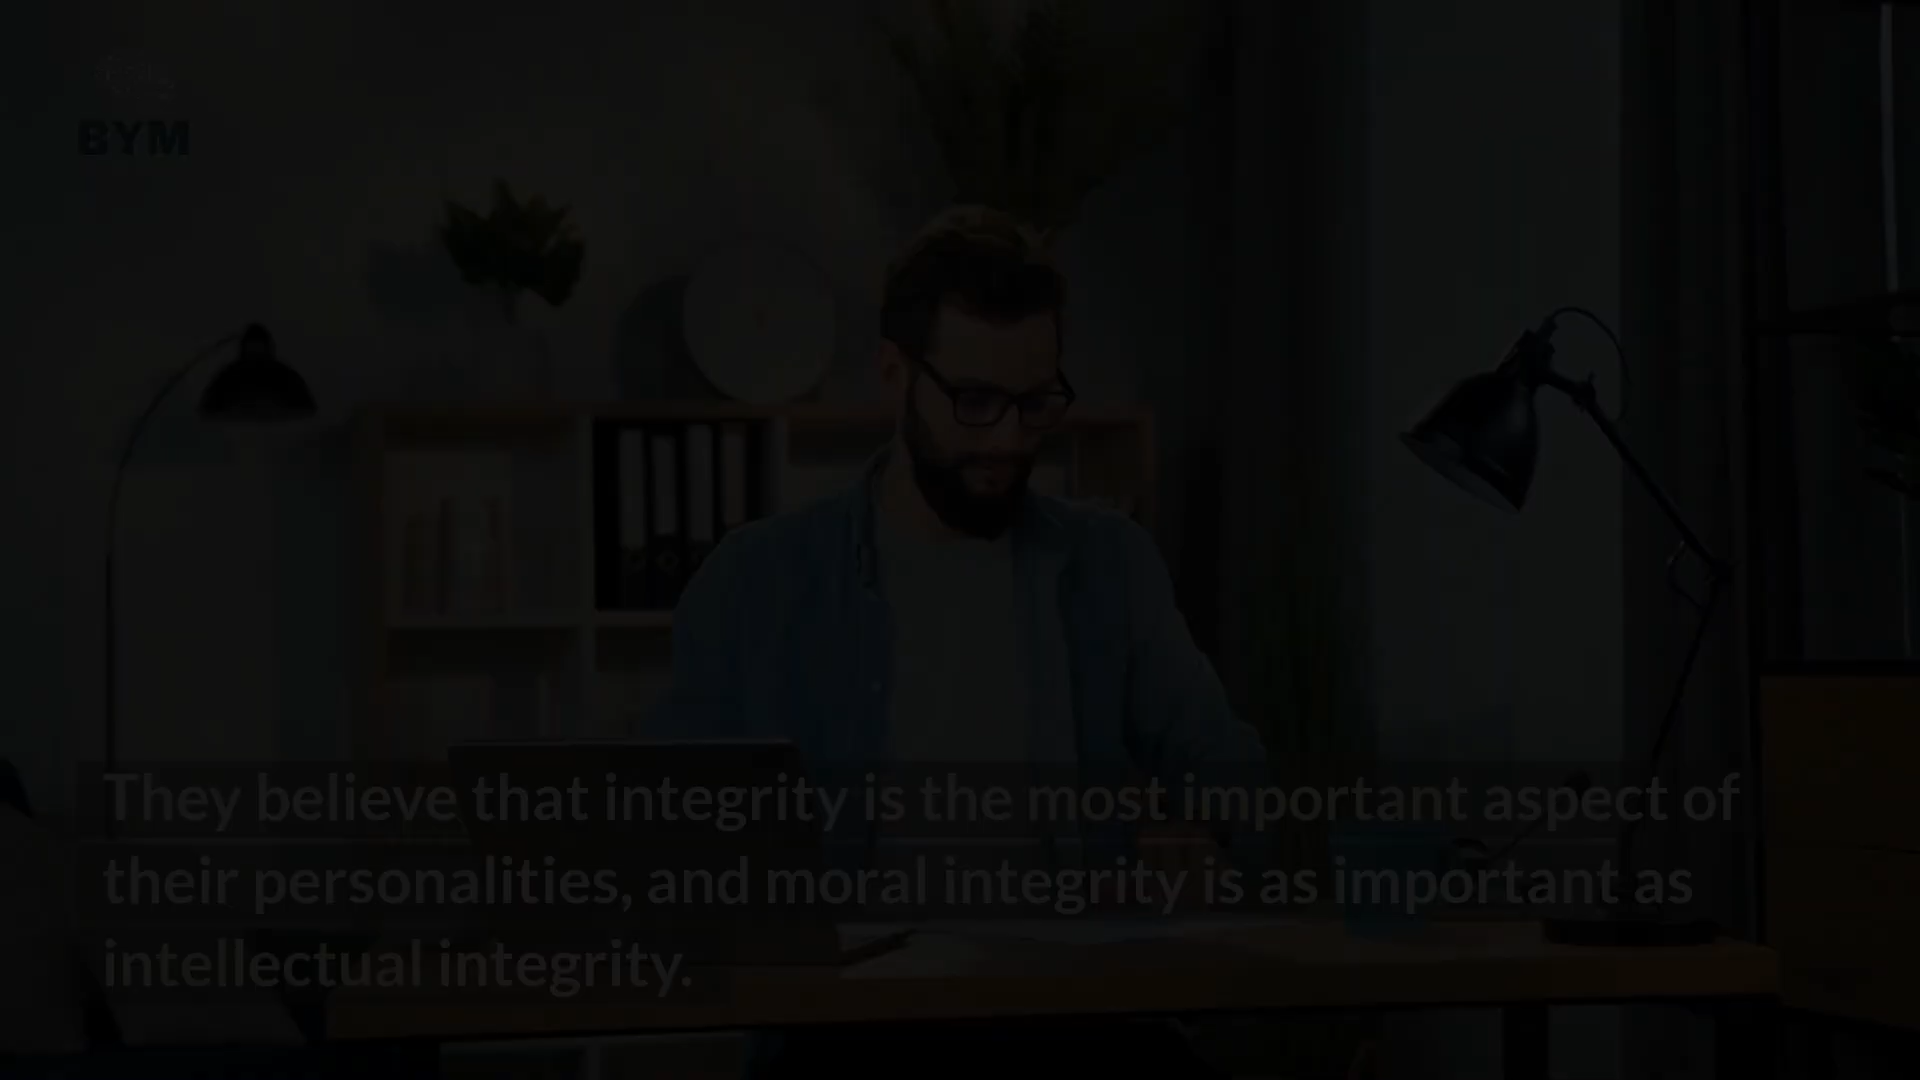 BYM
They believe that integrity is the most important aspect of
their personalities, and moral integrity is as important as
intellectual integrity.